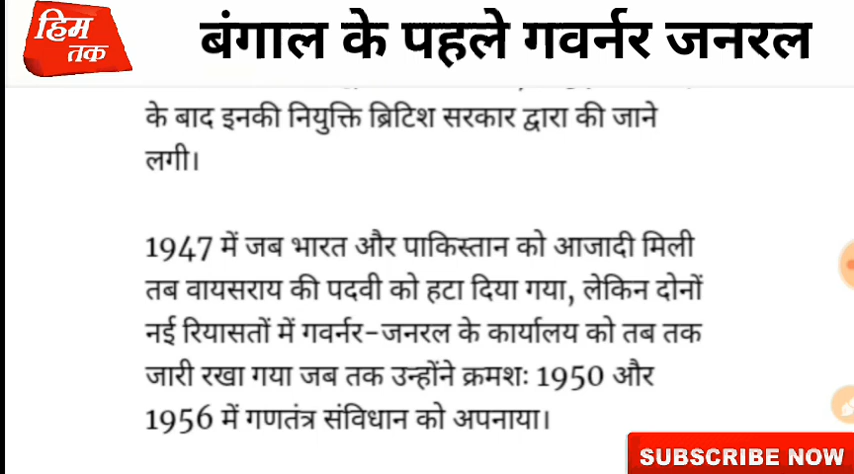 हिम
तक
बंगाल के पहले गवर्नर जनरल
के बाद इनकी नियुक्ति ब्रिटिश सरकार द्वारा की जाने
लगी।
1947 में जब भारत और पाकिस्तान को आजादी मिली
तब वायसराय की पदवी को हटा दिया गया, लेकिन दोनों
नई रियासतों में गवर्नर-जनरल के कार्यालय को तब तक
जारी रखा गया जब तक उन्होंने क्रमशः 1950 और
1956 में गणतंत्र संविधान को अपनाया।
SUBSCRIBE NOW